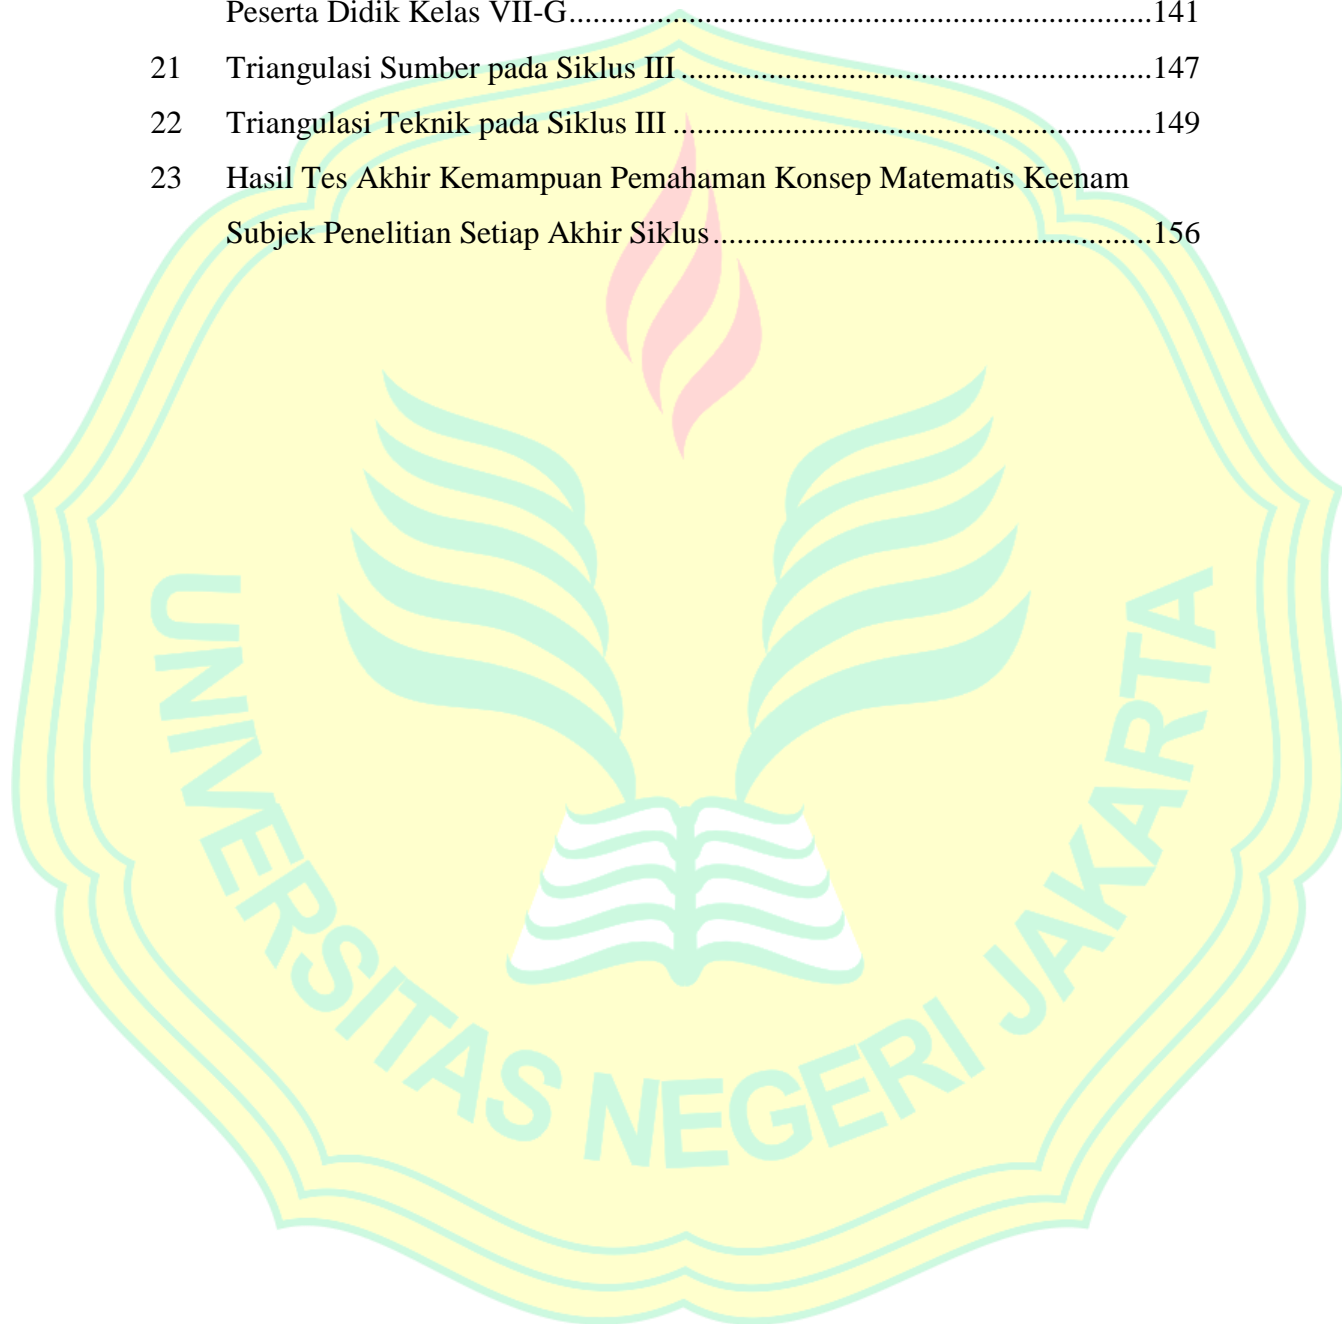 Peserta Didik Kelas VII-G.................................................................141
21 Triangulasi Sumber pada Siklus III....................................................147
22 Triangulasi Teknik pada Siklus III .....................................................149
23 Hasil Tes Akhir Kemampuan Pemahaman Konsep Matematis Keenam
Subjek Penelitian Setiap Akhir Siklus.................................................156
UNIVERSITAS NEGERI JAKARTA